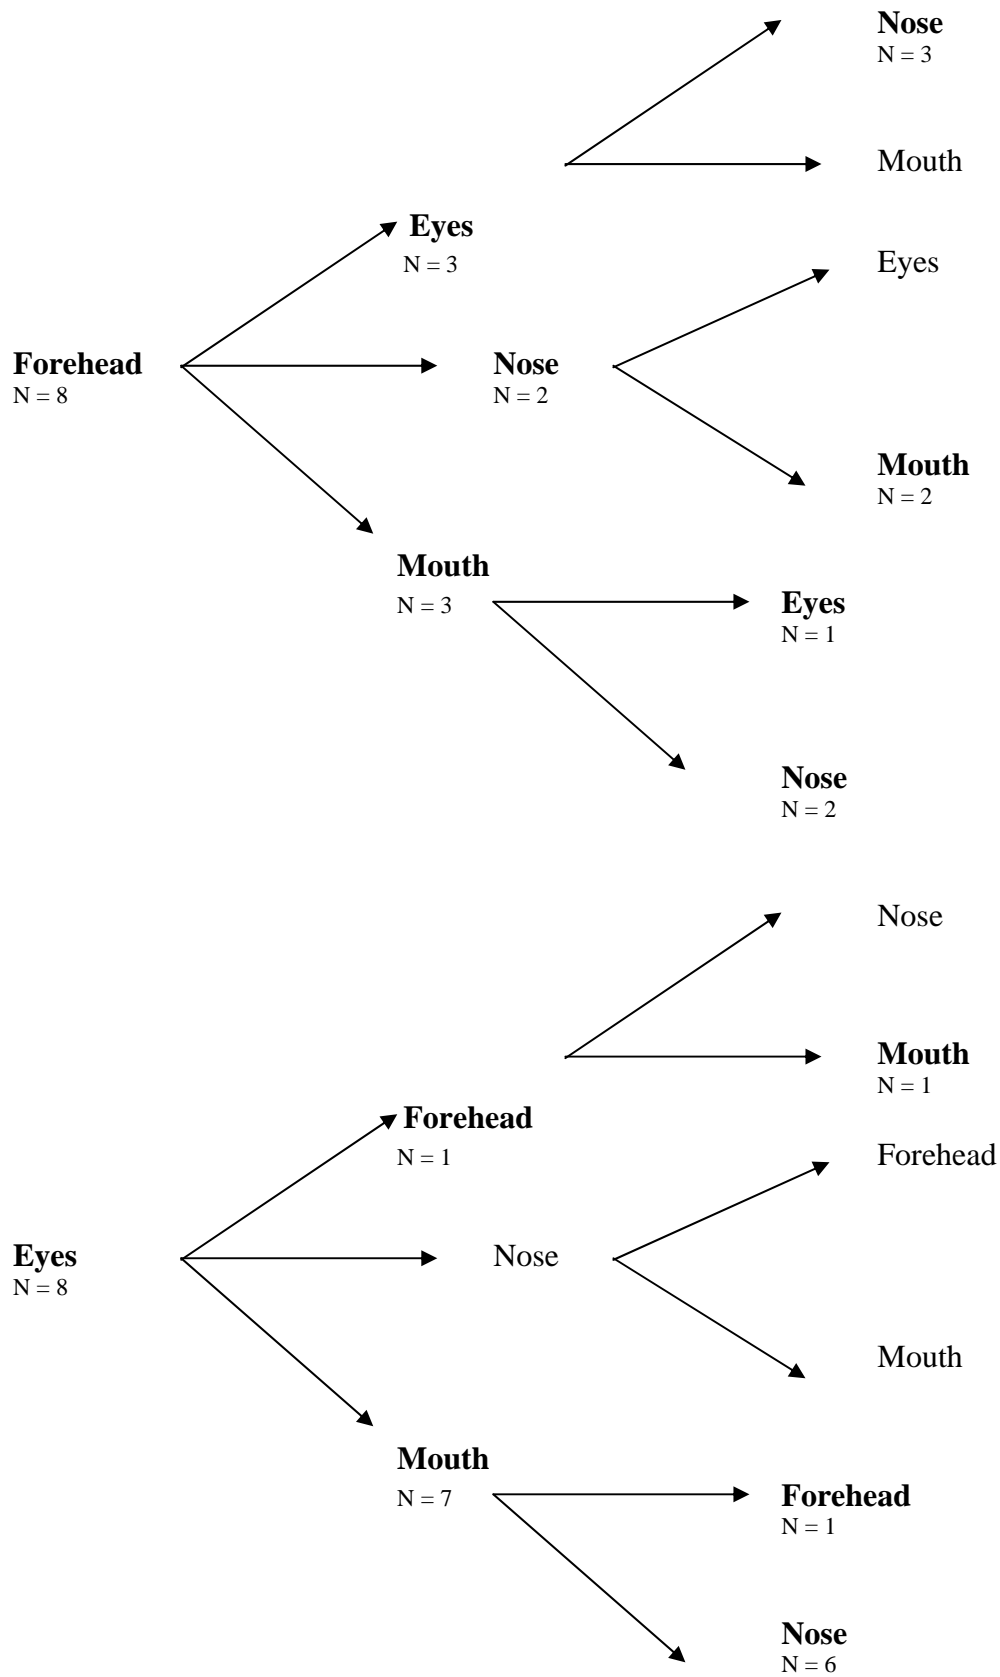 Nose
N = 3
Mouth
Eyes
N = 3
Eyes
Forehead
N = 8
Nose
N = 2
Mouth
N = 2
Mouth
N = 3
Eyes
N = 1
Nose
N = 2
Nose
Mouth
N = 1
Forehead
N = 1
Forehead
Eyes
N = 8
Nose
Mouth
Mouth
N = 7
Forehead
N = 1
Nose
N = 6